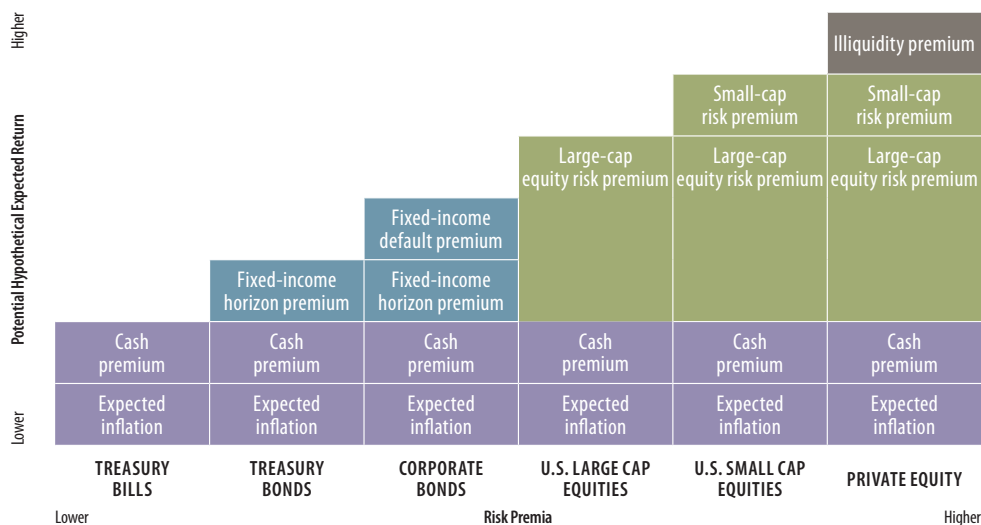 Higher
Potential Hypothetical Expected Return
Lower
Illiquidity premium
Small-cap
risk premium
Small-cap
risk premium
Large-cap
equity risk premium
Large-cap
equity risk premium
Large-cap
equity risk premium
Fixed-income
default premium
Fixed-income
horizon premium
Fixed-income
horizon premium
Cash
premium
Cash
premium
Cash
premium
Cash
premium
Cash
premium
Cash
premium
Expected
inflation
Expected
inflation
Expected
inflation
Expected
inflation
Expected
inflation
Expected
inflation
TREASURY
BILLS
TREASURY
BONDS
CORPORATE
BONDS
U.S. LARGE CAP
EQUITIES
U.S. SMALL CAP
EQUITIES
PRIVATE EQUITY
Lower
Risk Premia
Higher